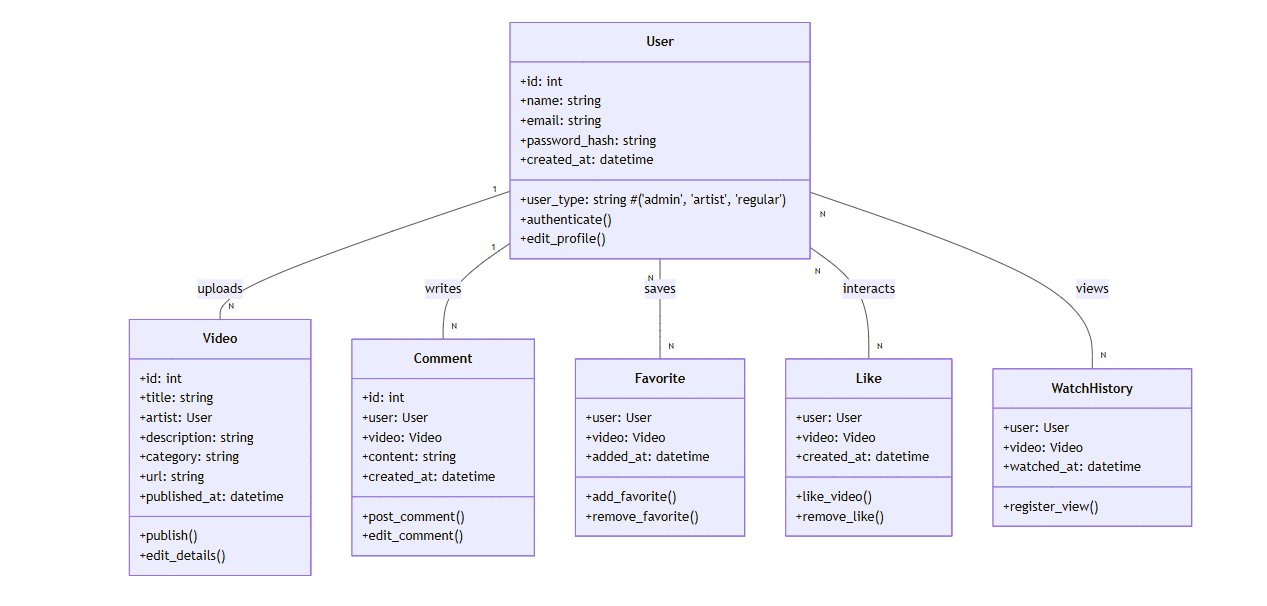 User
+id: int
+name: string
+email: string
+password_hash: string
+created_at: datetime
+user_type: string #('admin', 'artist', 'regular')
+authenticate()
+edit_profile()
1
1
N
N
N
uploads
writes
saves
interacts
views
N
N
N
N
N
Video
+id: int
+title: string
+artist: User
+description: string
+category: string
+url: string
+published_at: datetime
+publish()
+edit_details()
Comment
+id: int
+user: User
+video: Video
+content: string
+created_at: datetime
+post_comment()
+edit_comment()
Favorite
+user: User
+video: Video
+added_at: datetime
+add_favorite()
+remove_favorite()
Like
+user: User
+video: Video
+created_at: datetime
+like_video()
+remove_like()
WatchHistory
+user: User
+video: Video
+watched_at: datetime
+register_view()